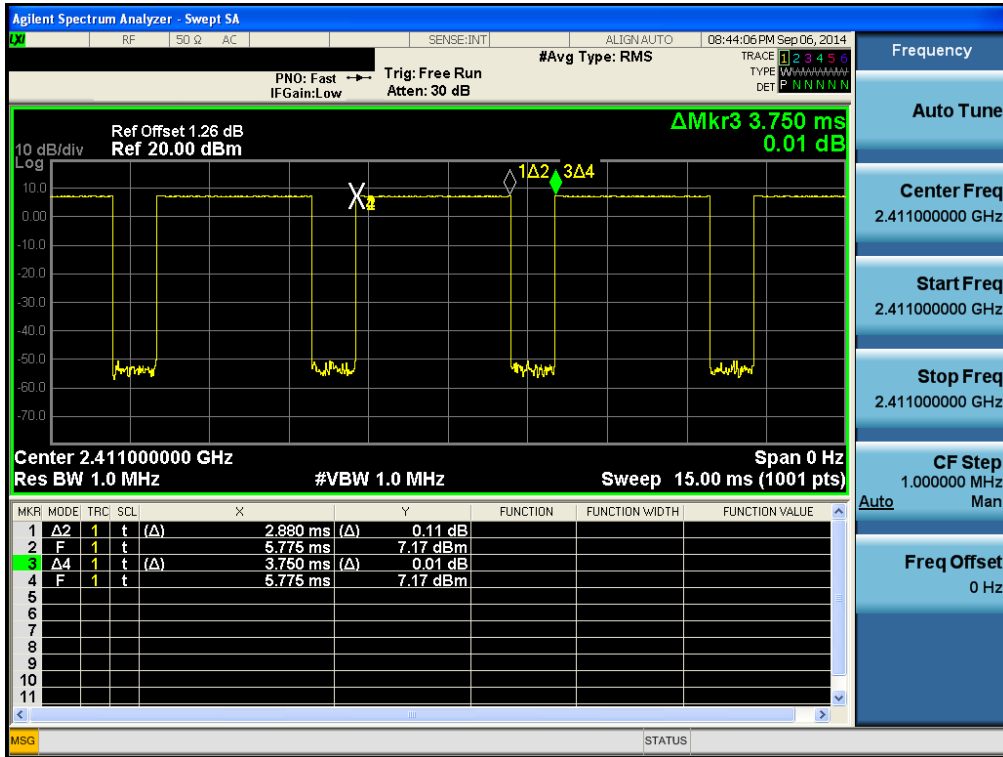 Agilent Spectrum Analyzer - Swept SA
LXI RF 50 Ω AC SENSE:INT ALIGN AUTO 08:44:06 PM Sep 06, 2014
#Avg Type: RMS
TRACE 1 2 3 4 5 6
TYPE W
DET P N N N N N
PNO: Fast
IFGain:Low
Trig: Free Run
Atten: 30 dB
Ref Offset 1.26 dB
Ref 20.00 dBm
10 dB/div
Log
ΔMkr3 3.750 ms
0.01 dB
1Δ2 3Δ4
10.0
0.00
-10.0
-20.0
-30.0
-40.0
-50.0
-60.0
-70.0
X
Center 2.411000000 GHz
Res BW 1.0 MHz
#VBW 1.0 MHz
Span 0 Hz
Sweep 15.00 ms (1001 pts)
MKR MODE TRC SCL X Y FUNCTION FUNCTION WIDTH FUNCTION VALUE
1 Δ2 1 t (Δ) 2.880 ms (Δ) 0.11 dB
2 F 1 t 5.775 ms 7.17 dBm
3 Δ4 1 t (Δ) 3.750 ms (Δ) 0.01 dB
4 F 1 t 5.775 ms 7.17 dBm
5
6
7
8
9
10
11
MSG
STATUS
Frequency
Auto Tune
Center Freq
2.411000000 GHz
Start Freq
2.411000000 GHz
Stop Freq
2.411000000 GHz
CF Step
1.000000 MHz
Auto Man
Freq Offset
0 Hz